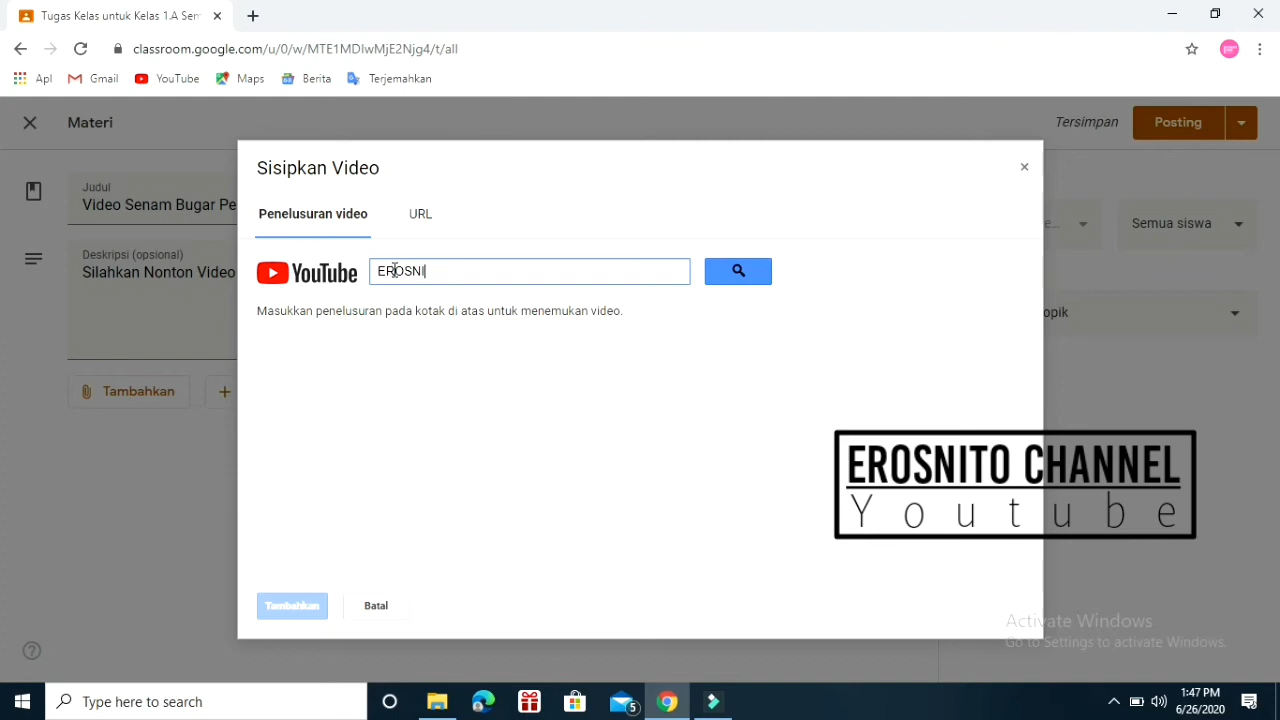 Tugas Kelas untuk Kelas 1.A Sem
classroom.google.com/u/0/w/MTE1MDIwMjE2Njg4/t/all
Apl Gmail YouTube Maps Berita Terjemahkan
Materi
Tersimpan
Posting
Sisipkan Video
Judul
Video Senam Bugar Pe
Penelusuran video
URL
e...
Semua siswa
Deskripsi (opsional)
Silahkan Nonton Video
YouTube
EROSNI
Masukkan penelusuran pada kotak di atas untuk menemukan video.
opik
Tambahkan
EROSNITO CHANNEL
Youtube
Tambahkan
Batal
Activate Windows
Go to Settings to activate Windows.
Type here to search
5
1:47 PM
6/26/2020